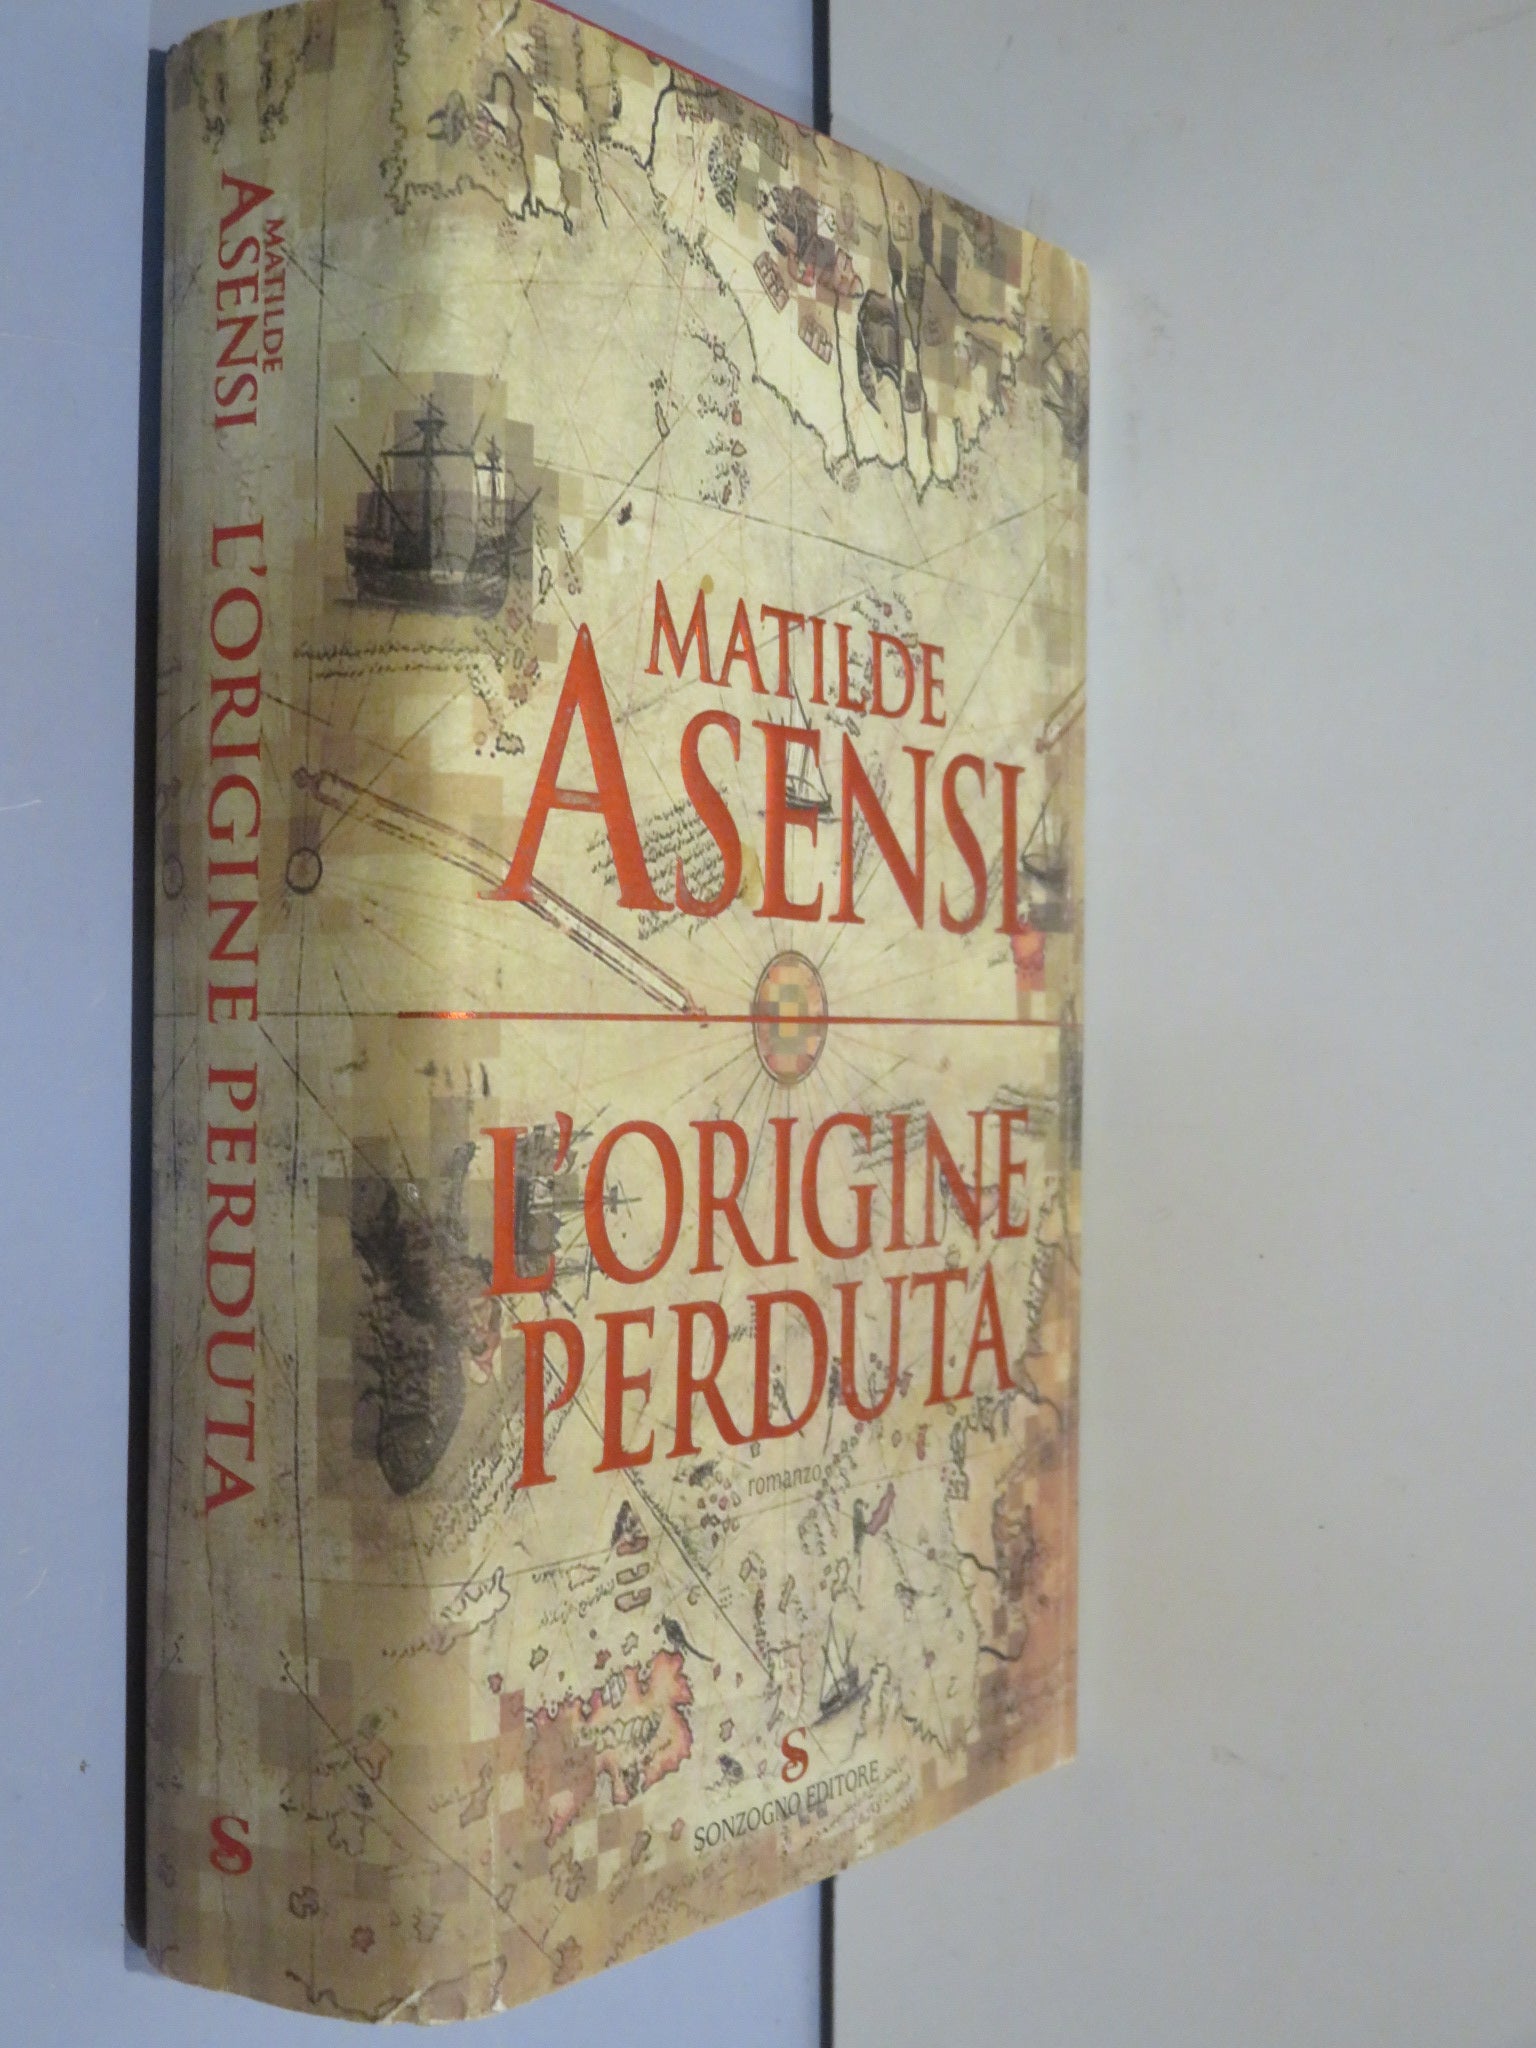 MATILDE
ASENSI
L'ORIGINE PERDUTA
S
MATILDE
ASENSI
L'ORIGINE
PERDUTA
romanzo
S
SONZOGNO EDITORE